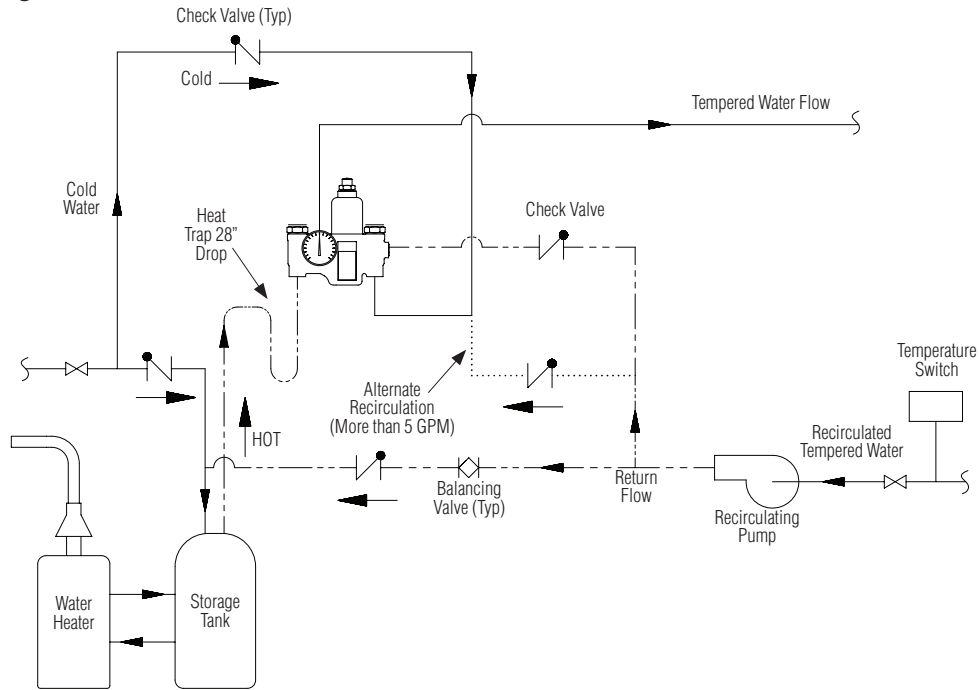 Check Valve (Typ)
Cold
Tempered Water Flow
Cold
Water
Heat
Trap 28"
Drop
Check Valve
Temperature
Switch
Alternate
Recirculation
(More than 5 GPM)
HOT
Recirculated
Tempered Water
Balancing
Valve (Typ)
Return
Flow
Recirculating
Pump
Water
Heater
Storage
Tank